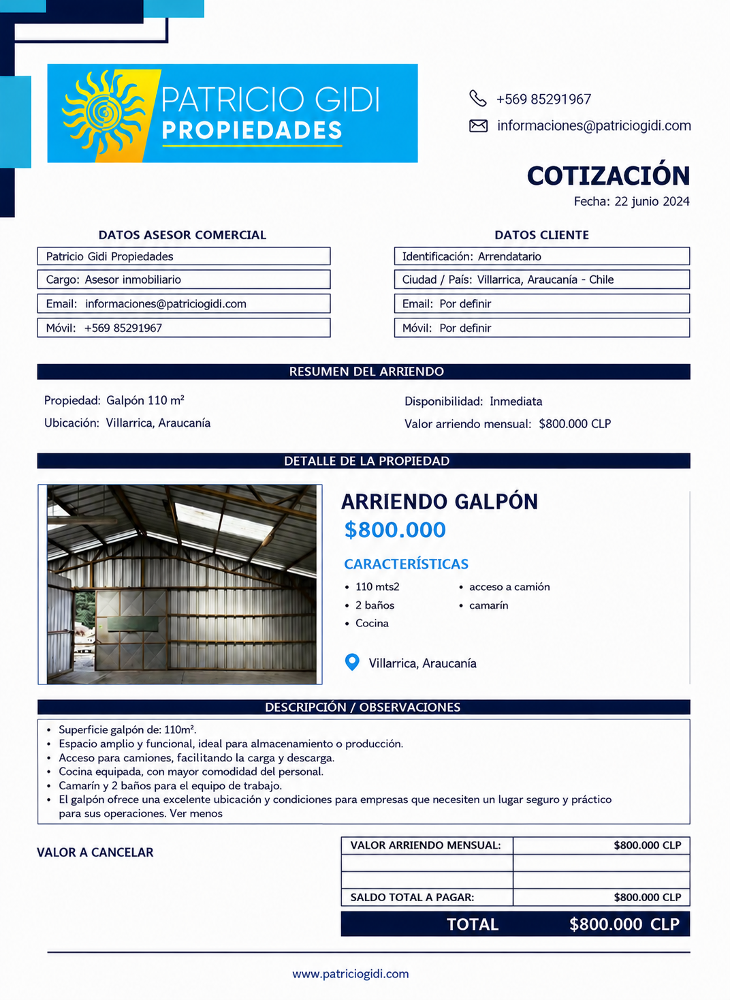 PATRICIO GIDI
PROPIEDADES
+569 85291967
informaciones@patriciogidi.com
COTIZACIÓN
Fecha: 22 junio 2024
DATOS ASESOR COMERCIAL
Patricio Gidi Propiedades
Cargo: Asesor inmobiliario
Email: informaciones@patriciogidi.com
Móvil: +569 85291967
DATOS CLIENTE
Identificación: Arrendatario
Ciudad / País: Villarrica, Araucanía - Chile
Email: Por definir
Móvil: Por definir
RESUMEN DEL ARRIENDO
Propiedad: Galpón 110 m²
Ubicación: Villarrica, Araucanía
Disponibilidad: Inmediata
Valor arriendo mensual: $800.000 CLP
DETALLE DE LA PROPIEDAD
ARRIENDO GALPÓN
$800.000
CARACTERÍSTICAS
• 110 mts2
• 2 baños
• Cocina
• acceso a camión
• camarín
Villarrica, Araucanía
DESCRIPCIÓN / OBSERVACIONES
• Superficie galpón de: 110m².
• Espacio amplio y funcional, ideal para almacenamiento o producción.
• Acceso para camiones, facilitando la carga y descarga.
• Cocina equipada, con mayor comodidad del personal.
• Camarín y 2 baños para el equipo de trabajo.
• El galpón ofrece una excelente ubicación y condiciones para empresas que necesiten un lugar seguro y práctico
para sus operaciones. Ver menos
VALOR A CANCELAR
VALOR ARRIENDO MENSUAL: $800.000 CLP
SALDO TOTAL A PAGAR: $800.000 CLP
TOTAL $800.000 CLP
www.patriciogidi.com